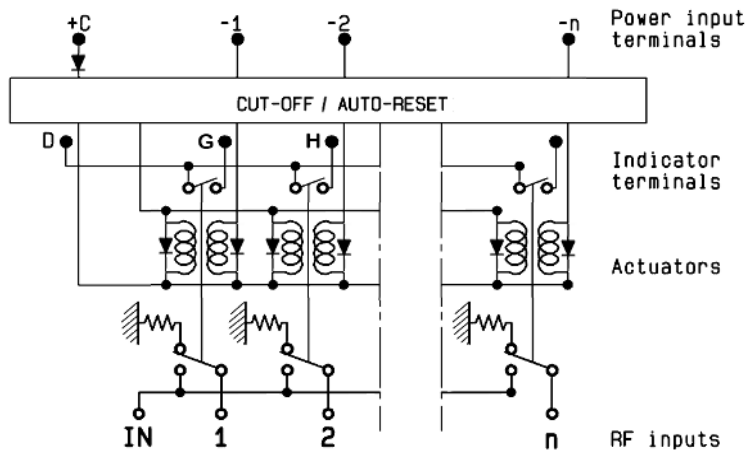 +C -1 -2 -n Power input
terminals
CUT-OFF / AUTO-RESET
D G H
Indicator
terminals
Actuators
IN 1 2 n RF inputs